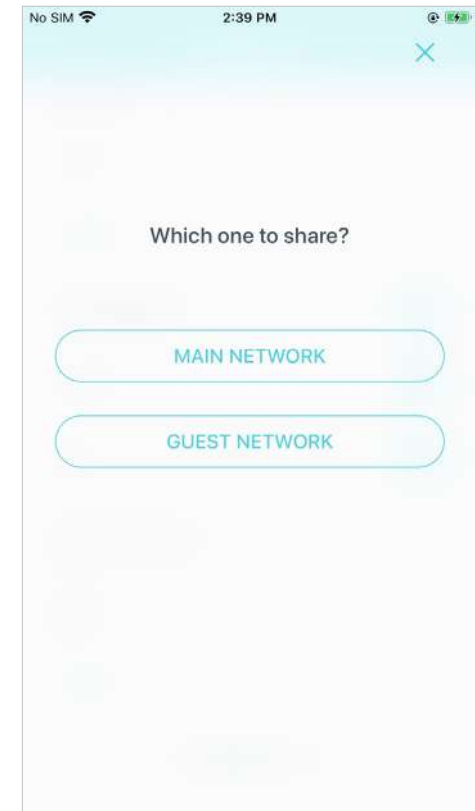 No SIM 2:39 PM
Which one to share?
MAIN NETWORK
GUEST NETWORK